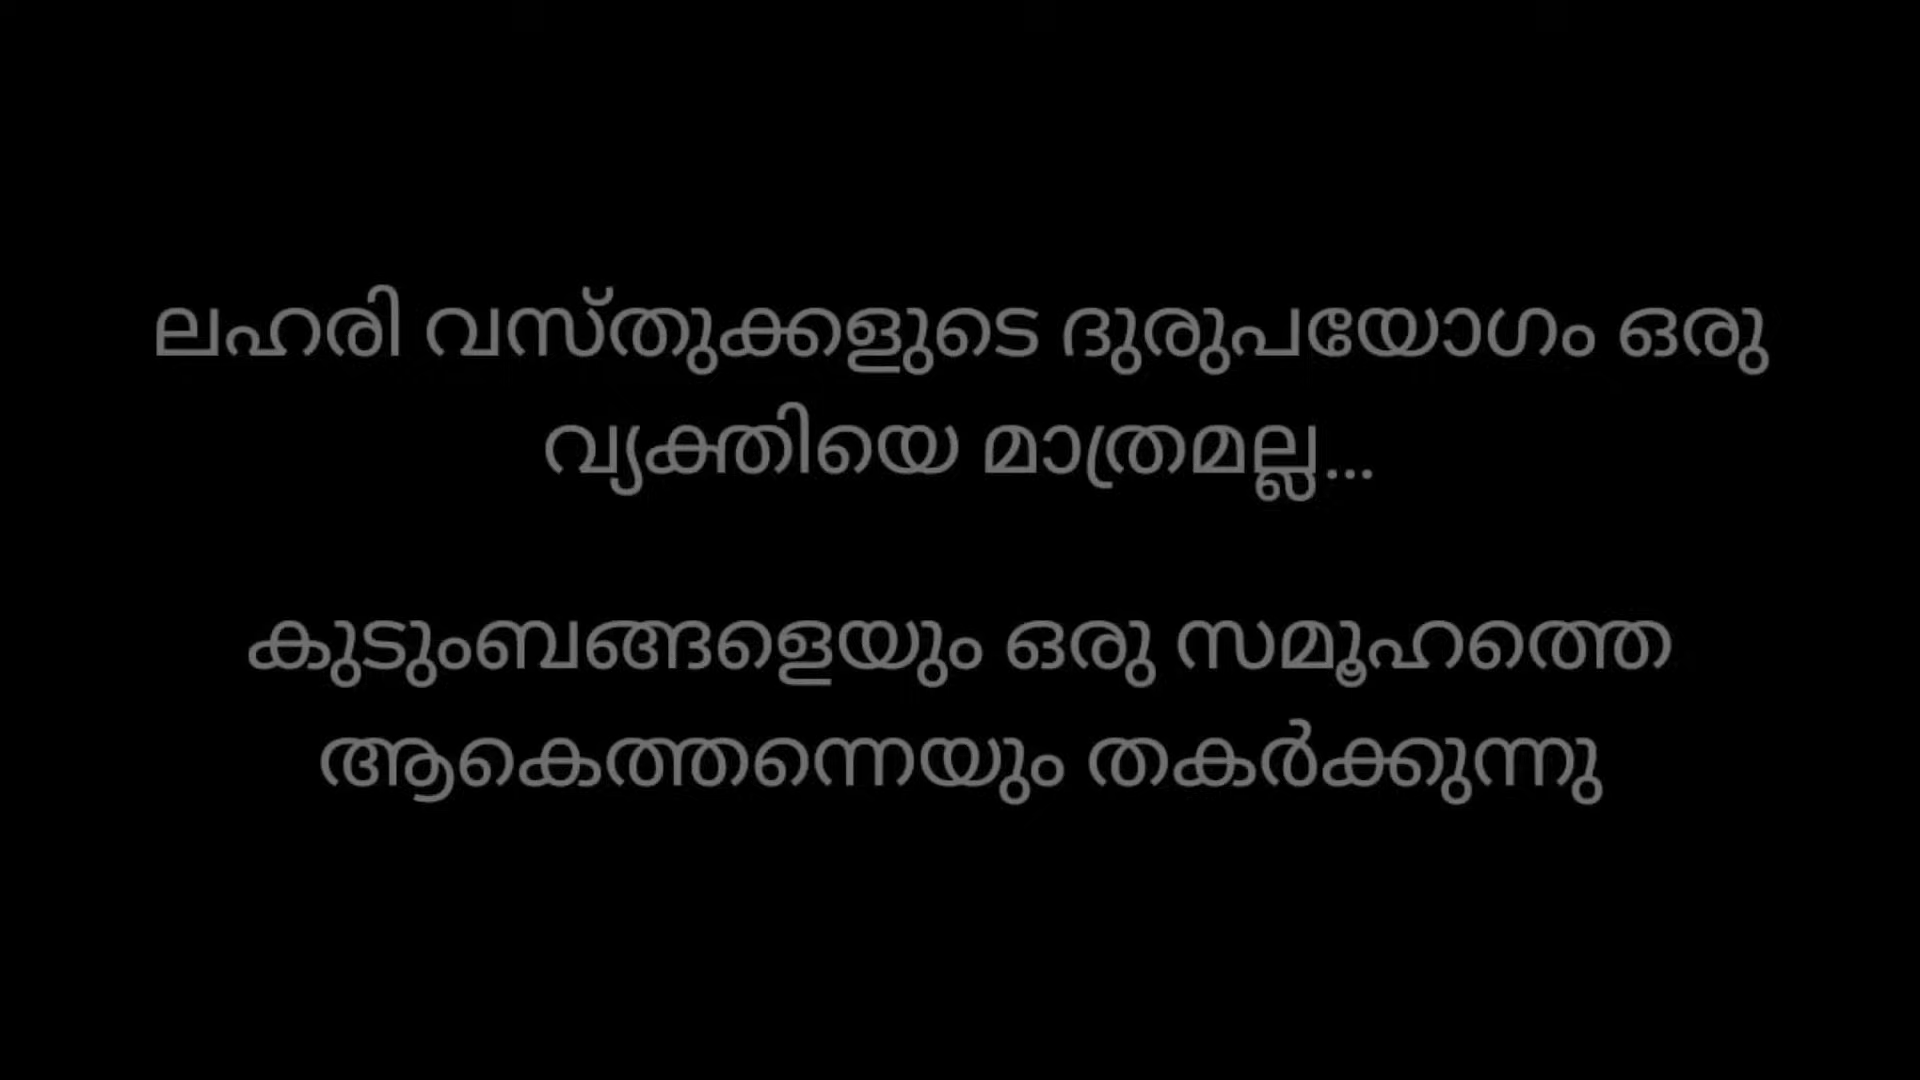 ലഹരി വസ്തുക്കളുടെ ദുരുപയോഗം ഒരു
വ്യക്തിയെ മാത്രമല്ല...
കുടുംബങ്ങളെയും ഒരു സമൂഹത്തെ
ആകെത്തന്നെയും തകർക്കുന്നു